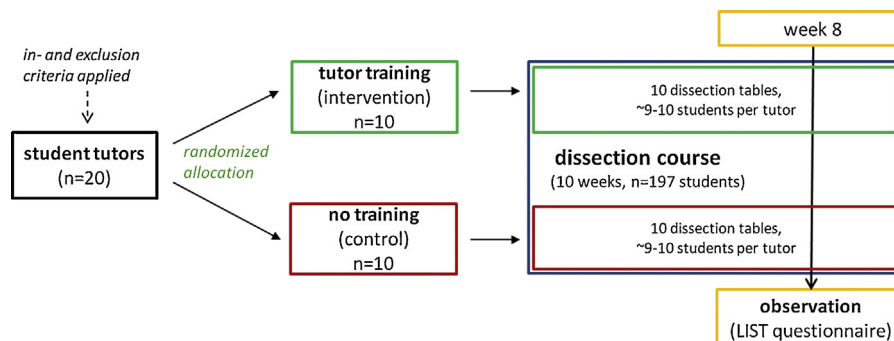 in- and exclusion
criteria applied
student tutors
(n=20)
randomized
allocation
tutor training
(intervention)
n=10
no training
(control)
n=10
week 8
10 dissection tables,
~9-10 students per tutor
dissection course
(10 weeks, n=197 students)
10 dissection tables,
~9-10 students per tutor
observation
(LIST questionnaire)